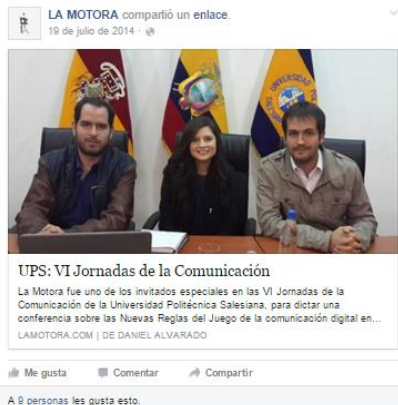 LA MOTORA compartió un enlace.
19 de julio de 2014 ·
UPS: VI Jornadas de la Comunicación
La Motora fue uno de los invitados especiales en las VI Jornadas de la
Comunicación de la Universidad Politécnica Salesiana, para dictar una
conferencia sobre las Nuevas Reglas del Juego de la comunicación digital en...
LAMOTORA.COM | DE DANIEL ALVARADO
Me gusta Comentar Compartir
A 9 personas les gusta esto.